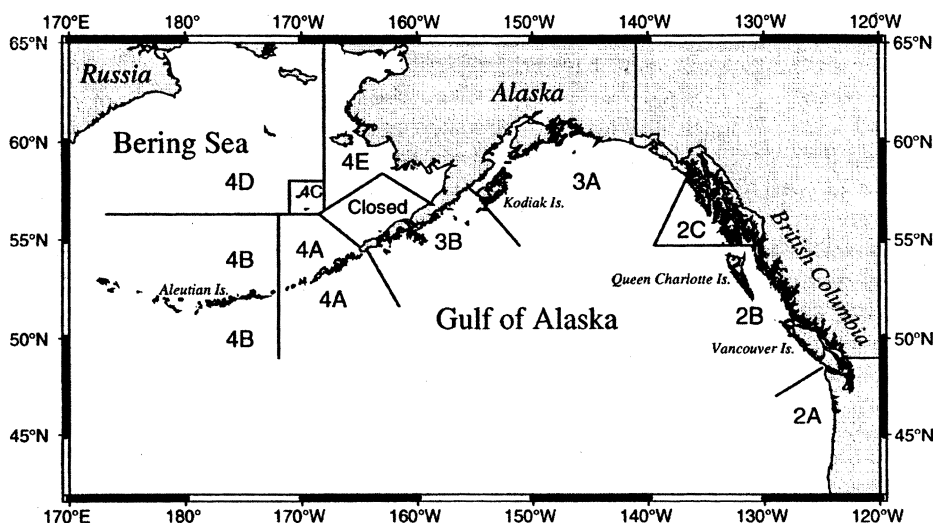 170°E 180° 170°W 160°W 150°W 140°W 130°W 120°W
65°N 65°N
Russia
Alaska
60°N 60°N
Bering Sea
4E
4D
4C
3A
Closed
Kodiak Is.
55°N 55°N
4B
4A
3B
2C
British Columbia
Aleutian Is.
4A
Queen Charlotte Is.
Gulf of Alaska
2B
50°N 50°N
4B
Vancouver Is.
2A
45°N 45°N
170°E 180° 170°W 160°W 150°W 140°W 130°W 120°W